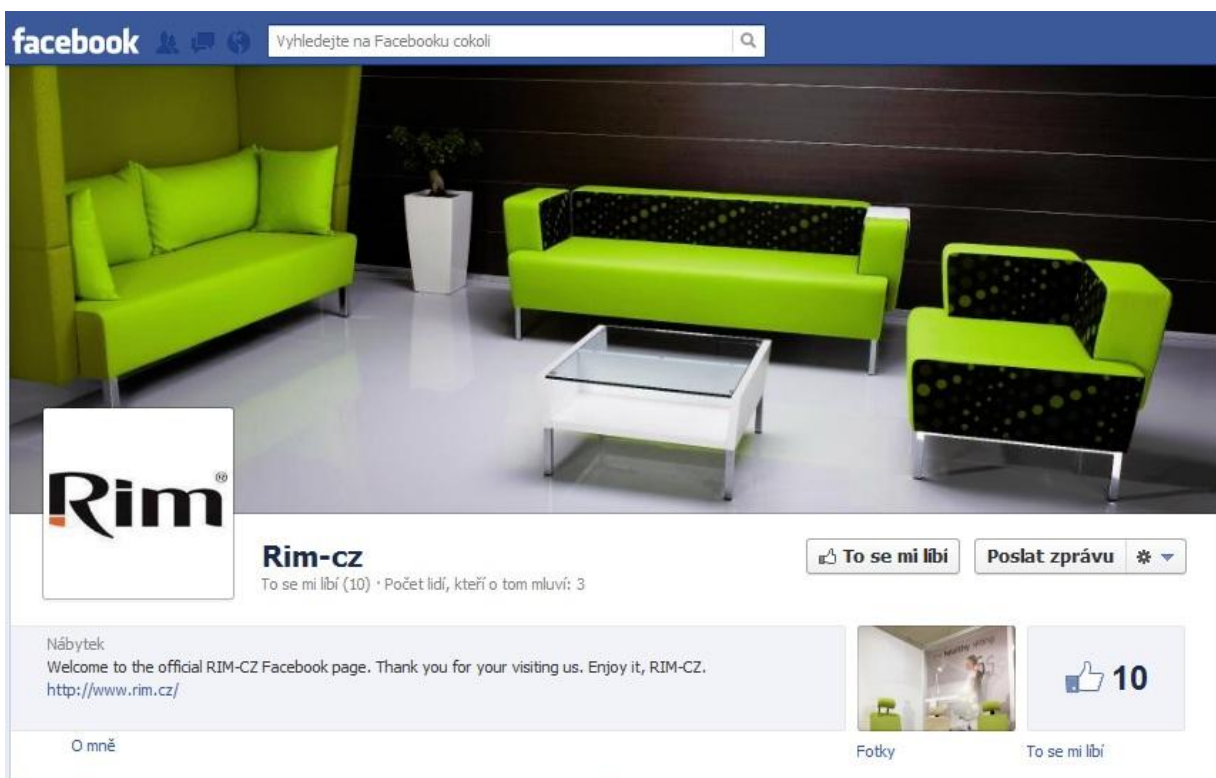 facebook
Vyhledejte na Facebooku cokoli
Rim®
Rim-cz
To se mi líbí
Poslat zprávu
To se mi líbí (10) · Počet lidí, kteří o tom mluví: 3
Nábytek
Welcome to the official RIM-CZ Facebook page. Thank you for your visiting us. Enjoy it, RIM-CZ.
http://www.rim.cz/
healthy sitting
10
O mně
Fotky
To se mi líbí